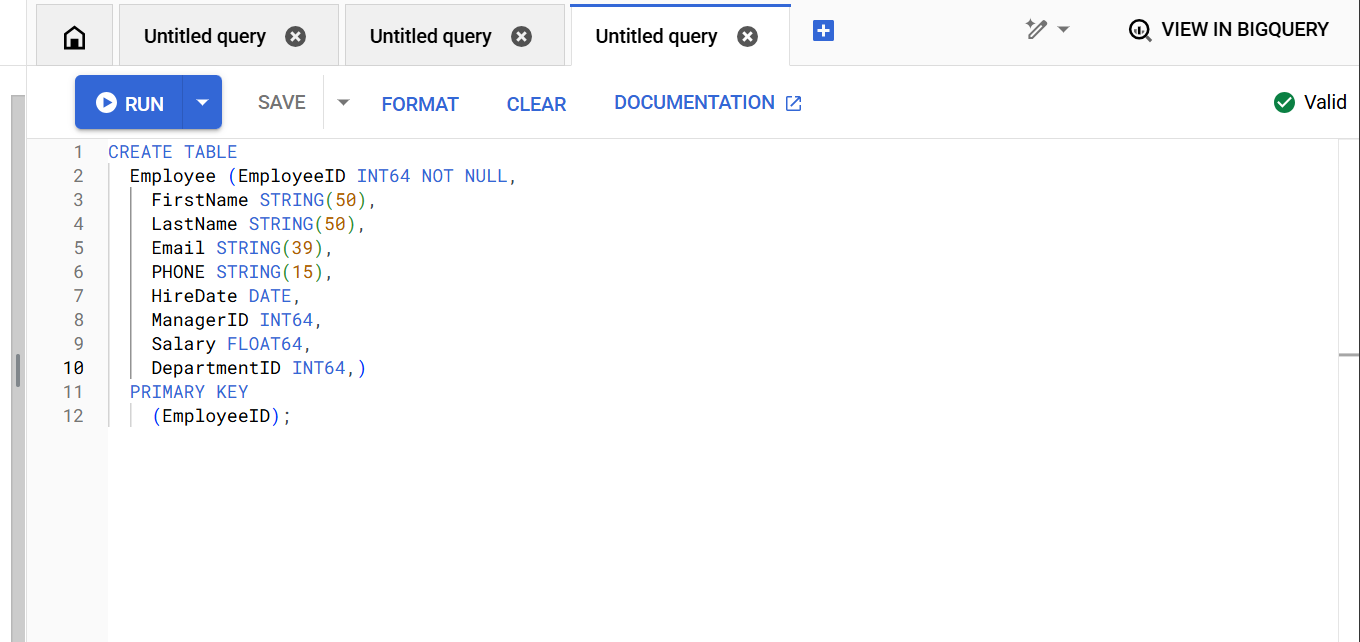 Untitled query Untitled query Untitled query VIEW IN BIGQUERY
RUN SAVE FORMAT CLEAR DOCUMENTATION Valid
1 CREATE TABLE
2 Employee (EmployeeID INT64 NOT NULL,
3 FirstName STRING(50),
4 LastName STRING(50),
5 Email STRING(39),
6 PHONE STRING(15),
7 HireDate DATE,
8 ManagerID INT64,
9 Salary FLOAT64,
10 DepartmentID INT64,)
11 PRIMARY KEY
12 (EmployeeID);